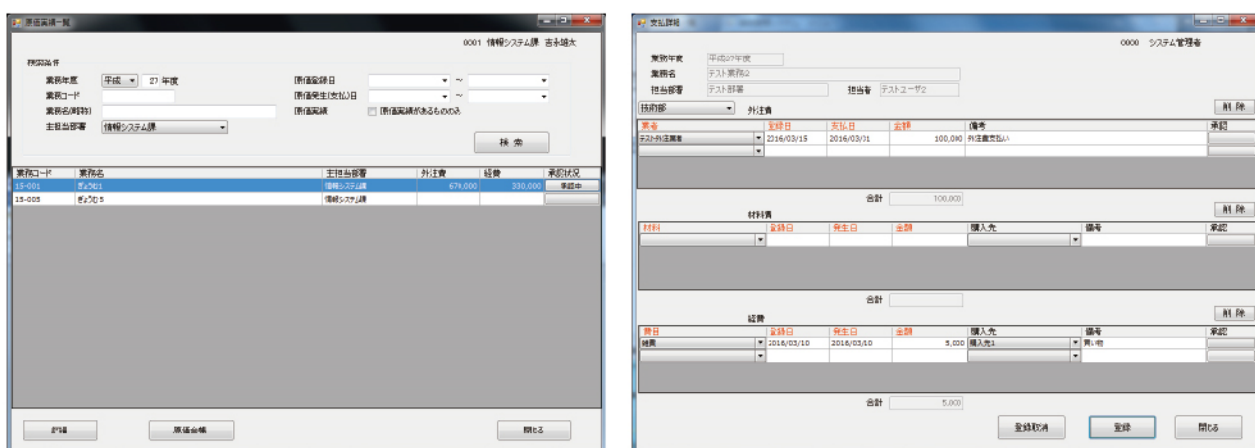 原価実績一覧
0001 情報システム課 吉永雄太
検索条件
業務年度 平成 27 年度
業務コード
業務名(略称)
主担当部署 情報システム課
原価登録日 ~
原価発生(支払)日 ~
原価実績 原価実績があるもののみ
検 索
業務コード 業務名 主担当部署 外注費 経費 承認状況
15-001 ぎょうむ1 情報システム課 674,000 330,000 承認中
15-005 ぎょうむ5 情報システム課
詳細 原価台帳 閉じる
支払詳細
0000 システム管理者
業務年度 平成27年度
業務名 テスト業務2
担当部署 テスト部署 担当者 テストユーザ2
技術部 外注費 削 除
業者 登録日 支払日 金額 備考 承認
テスト外注業者 2016/03/15 2016/03/01 100,000 外注費支払い
合計 100,000
材料費 削 除
材料 登録日 発生日 金額 購入先 備考 承認
合計
経費 削 除
費目 登録日 発生日 金額 購入先 備考 承認
雑費 2016/03/10 2016/03/10 5,000 購入先1 買い物
合計 5,000
登録取消 登録 閉じる